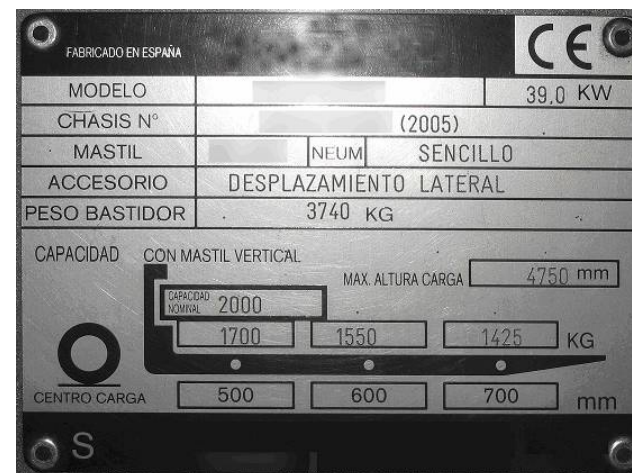 FABRICADO EN ESPAÑA CE
MODELO 39,0 KW
CHASIS N° (2005)
MASTIL NEUM SENCILLO
ACCESORIO DESPLAZAMIENTO LATERAL
PESO BASTIDOR 3740 KG
CAPACIDAD CON MASTIL VERTICAL
MAX. ALTURA CARGA 4750 mm
CAPACIDAD NOMINAL 2000
1700 1550 1425 KG
CENTRO CARGA 500 600 700 mm
S